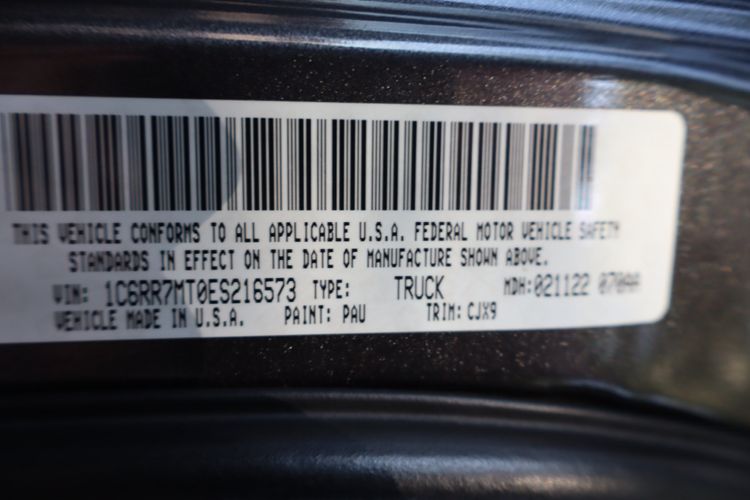 THIS VEHICLE CONFORMS TO ALL APPLICABLE U.S.A. FEDERAL MOTOR VEHICLE SAFETY
STANDARDS IN EFFECT ON THE DATE OF MANUFACTURE SHOWN ABOVE.
VIN: 1C6RR7MT0ES216573 TYPE: TRUCK MDH:021122 070AA
VEHICLE MADE IN U.S.A. PAINT: PAU TRIM: CJX9